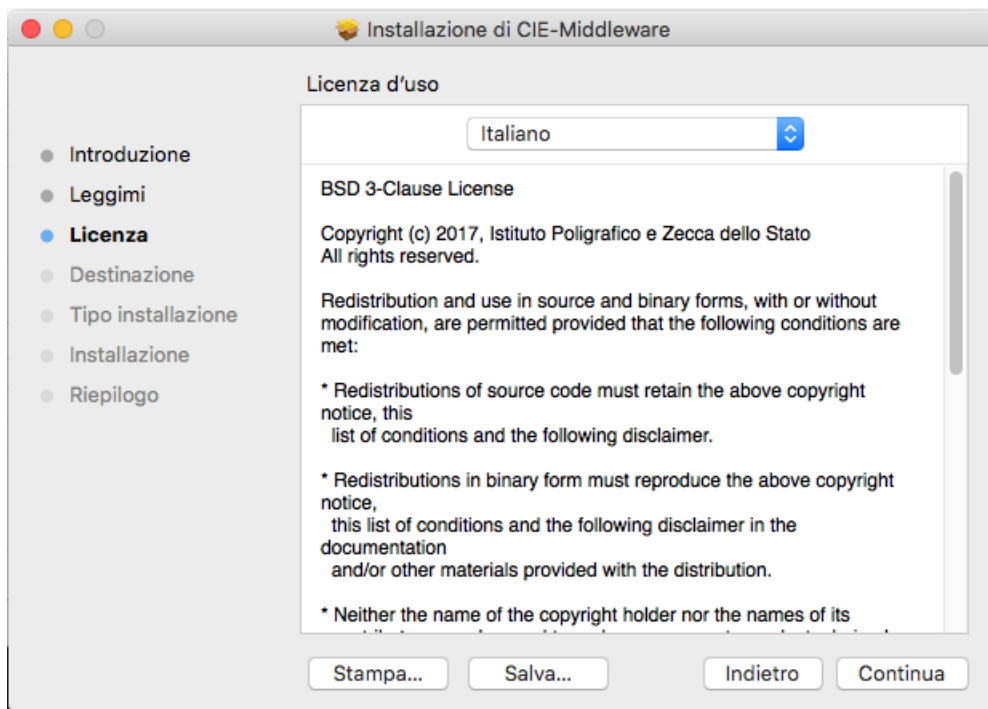 Installazione di CIE-Middleware
Licenza d'uso
Introduzione
Leggimi
Licenza
Destinazione
Tipo installazione
Installazione
Riepilogo
Italiano
BSD 3-Clause License
Copyright (c) 2017, Istituto Poligrafico e Zecca dello Stato
All rights reserved.
Redistribution and use in source and binary forms, with or without
modification, are permitted provided that the following conditions are
met:
* Redistributions of source code must retain the above copyright
notice, this
list of conditions and the following disclaimer.
* Redistributions in binary form must reproduce the above copyright
notice,
this list of conditions and the following disclaimer in the
documentation
and/or other materials provided with the distribution.
* Neither the name of the copyright holder nor the names of its
Stampa...
Salva...
Indietro
Continua